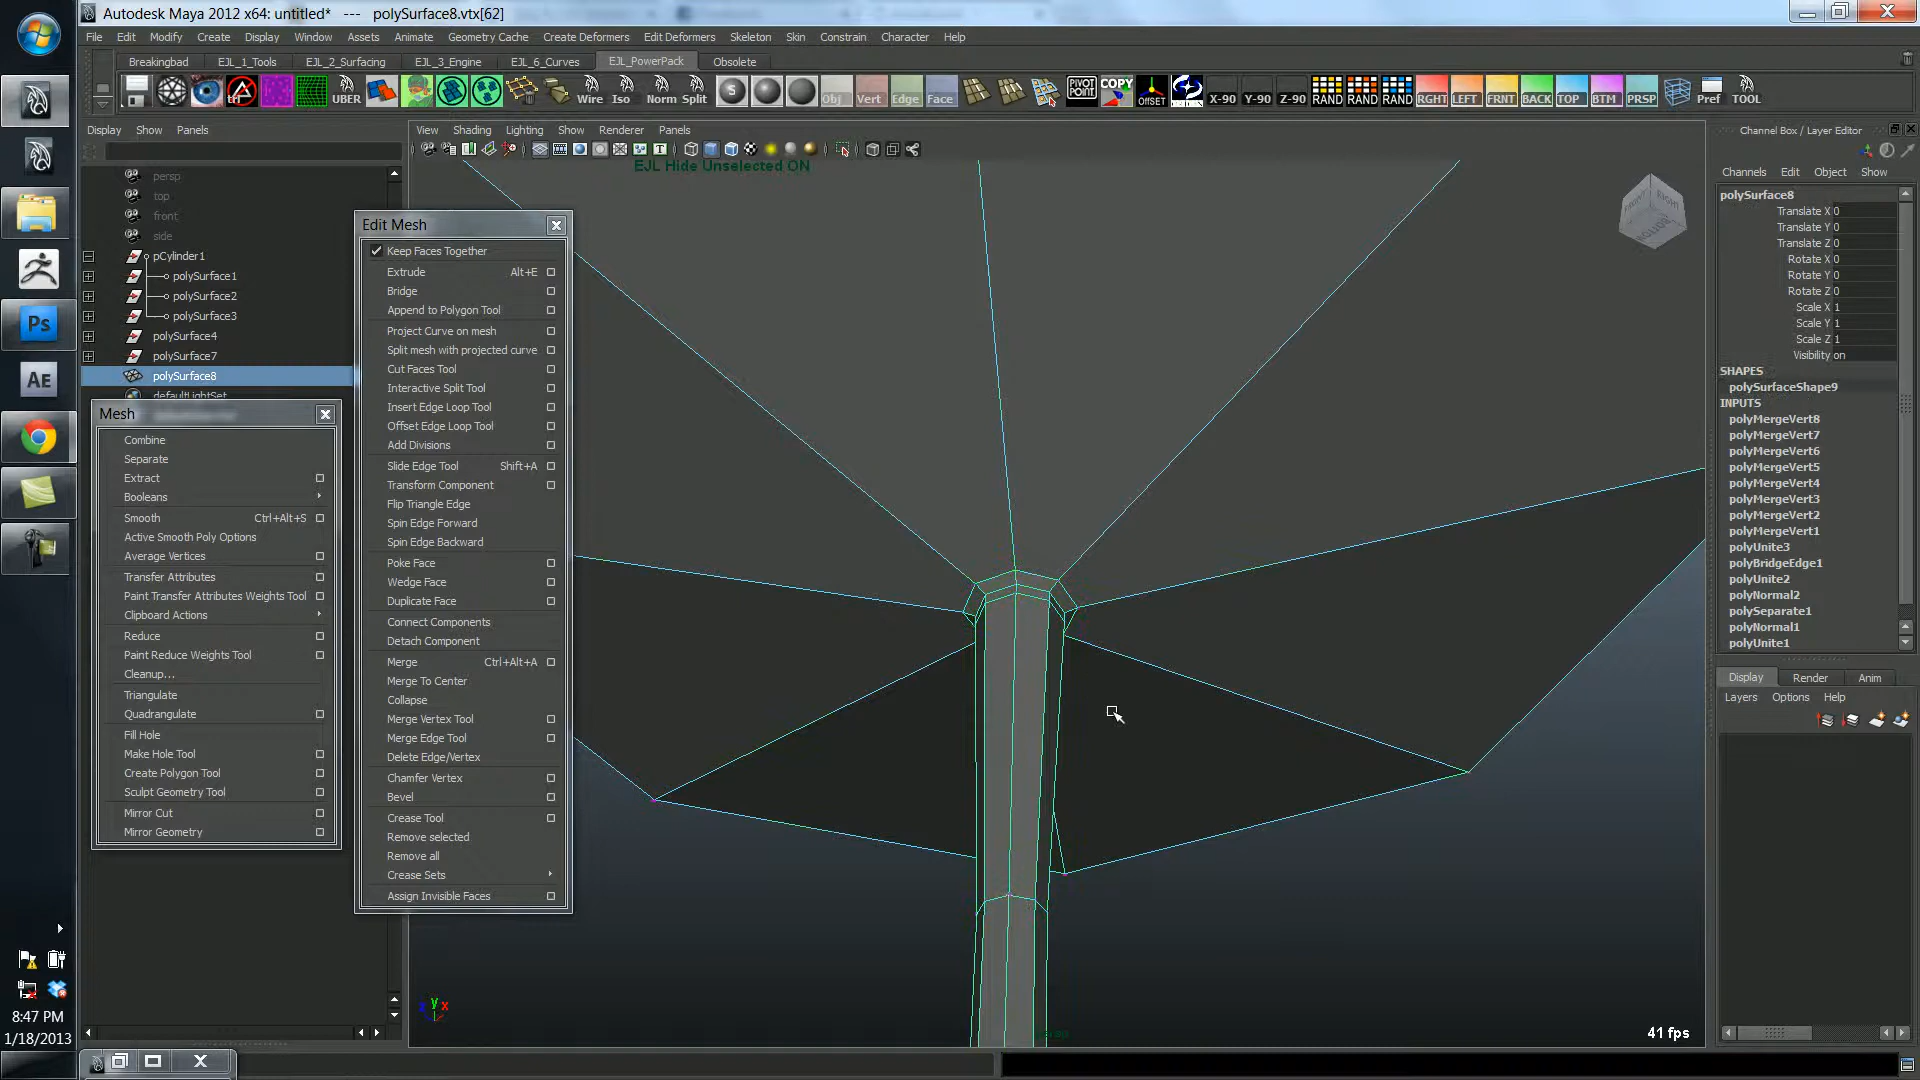 Autodesk Maya 2012 x64: untitled* --- polySurface8.vtx[62]
File Edit Modify Create Display Window Assets Animate Geometry Cache Create Deformers Edit Deformers Skeleton Skin Constrain Character Help
Breakingbad EJL_1_Tools EJL_2_Surfacing EJL_3_Engine EJL_6_Curves EJL_PowerPack Obsolete
trI UBER Wire Iso Norm Split S Obj Vert Edge Face PIVOT POINT COPY OFFSET X-90 Y-90 Z-90 RAND RAND RAND RGHT LEFT FRNT BACK TOP BTM PRSP Pref TOOL
Display Show Panels
View Shading Lighting Show Renderer Panels
EJL Hide Unselected ON
persp
top
front
side
pCylinder1
polySurface1
polySurface2
polySurface3
polySurface4
polySurface7
polySurface8
defaultLightSet
Mesh
Combine
Separate
Extract
Booleans
Smooth Ctrl+Alt+S
Active Smooth Poly Options
Average Vertices
Transfer Attributes
Paint Transfer Attributes Weights Tool
Clipboard Actions
Reduce
Paint Reduce Weights Tool
Cleanup...
Triangulate
Quadrangulate
Fill Hole
Make Hole Tool
Create Polygon Tool
Sculpt Geometry Tool
Mirror Cut
Mirror Geometry
Edit Mesh
Keep Faces Together
Extrude Alt+E
Bridge
Append to Polygon Tool
Project Curve on mesh
Split mesh with projected curve
Cut Faces Tool
Interactive Split Tool
Insert Edge Loop Tool
Offset Edge Loop Tool
Add Divisions
Slide Edge Tool Shift+A
Transform Component
Flip Triangle Edge
Spin Edge Forward
Spin Edge Backward
Poke Face
Wedge Face
Duplicate Face
Connect Components
Detach Component
Merge Ctrl+Alt+A
Merge To Center
Collapse
Merge Vertex Tool
Merge Edge Tool
Delete Edge/Vertex
Chamfer Vertex
Bevel
Crease Tool
Remove selected
Remove all
Crease Sets
Assign Invisible Faces
FRONT RIGHT BOTTOM
y x
41 fps
Channel Box / Layer Editor
Channels Edit Object Show
polySurface8
Translate X 0
Translate Y 0
Translate Z 0
Rotate X 0
Rotate Y 0
Rotate Z 0
Scale X 1
Scale Y 1
Scale Z 1
Visibility on
SHAPES
polySurfaceShape9
INPUTS
polyMergeVert8
polyMergeVert7
polyMergeVert6
polyMergeVert5
polyMergeVert4
polyMergeVert3
polyMergeVert2
polyMergeVert1
polyUnite3
polyBridgeEdge1
polyUnite2
polyNormal2
polySeparate1
polyNormal1
polyUnite1
Display Render Anim
Layers Options Help
Ps
AE
8:47 PM
1/18/2013